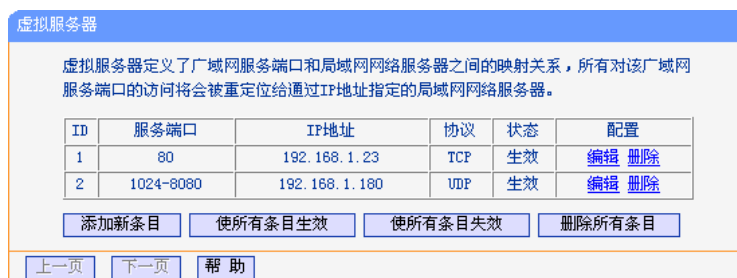 虚拟服务器
虚拟服务器定义了广域网服务端口和局域网网络服务器之间的映射关系，所有对该广域网
服务端口的访问将会被重定位给通过IP地址指定的局域网网络服务器。
ID 服务端口 IP地址 协议 状态 配置
1 80 192.168.1.23 TCP 生效 编辑 删除
2 1024-8080 192.168.1.180 UDP 生效 编辑 删除
添加新条目 使所有条目生效 使所有条目失效 删除所有条目
上一页 下一页 帮 助